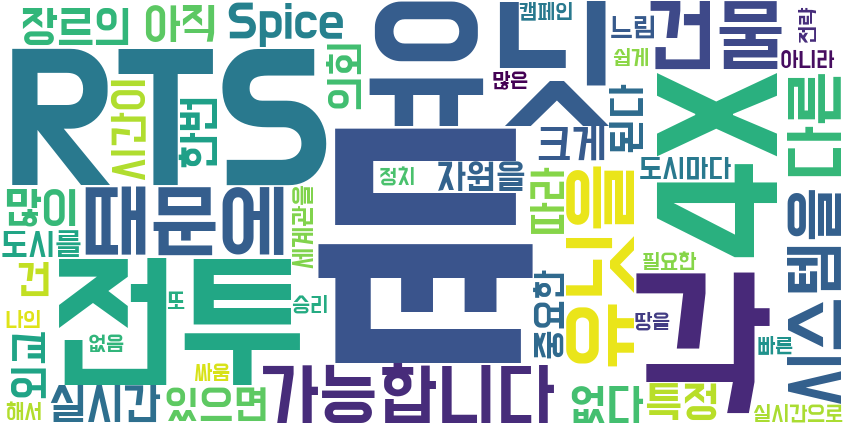 장르의 아직 Spice
캠페인
느림
건물
전략
RTS
유닛
의회
많은
쉽게
아니라
시간이
한번
크게
된다
4X
다른
듄
정치
자원을
도시마다
많이
때문에
세계관을
따라
유닛을
시스템을
도시를
건
전투
또
승리
중요한
필요한
각
나의
외교
없음
땅을
빠른
해서
실시간
싸움
있으면
가능합니다
없다
특정
실시간으로